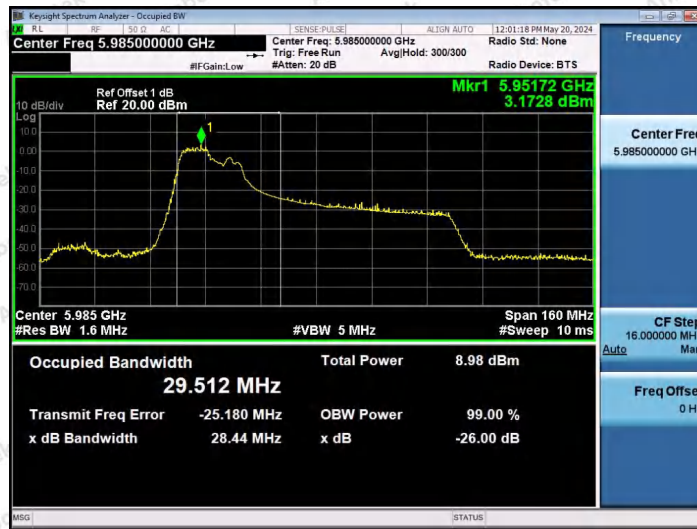 Keysight Spectrum Analyzer - Occupied BW
RL RF 50 Ω AC SENSE:PULSE ALIGN AUTO 12:01:18 PM May 20, 2024
Center Freq 5.985000000 GHz
Center Freq: 5.985000000 GHz
Radio Std: None
Trig: Free Run Avg|Hold: 300/300
#IFGain:Low #Atten: 20 dB Radio Device: BTS
Frequency
Ref Offset 1 dB
Mkr1 5.95172 GHz
10 dB/div Ref 20.00 dBm
3.1728 dBm
Log
10.0
0.00
-10.0
-20.0
-30.0
-40.0
-50.0
-60.0
-70.0
1
Center 5.985 GHz Span 160 MHz
#Res BW 1.6 MHz #VBW 5 MHz #Sweep 10 ms
Center Freq
5.985000000 GH
CF Step
16.000000 MH
Auto Man
Freq Offse
0 H
Occupied Bandwidth Total Power 8.98 dBm
29.512 MHz
Transmit Freq Error -25.180 MHz OBW Power 99.00 %
x dB Bandwidth 28.44 MHz x dB -26.00 dB
MSG STATUS